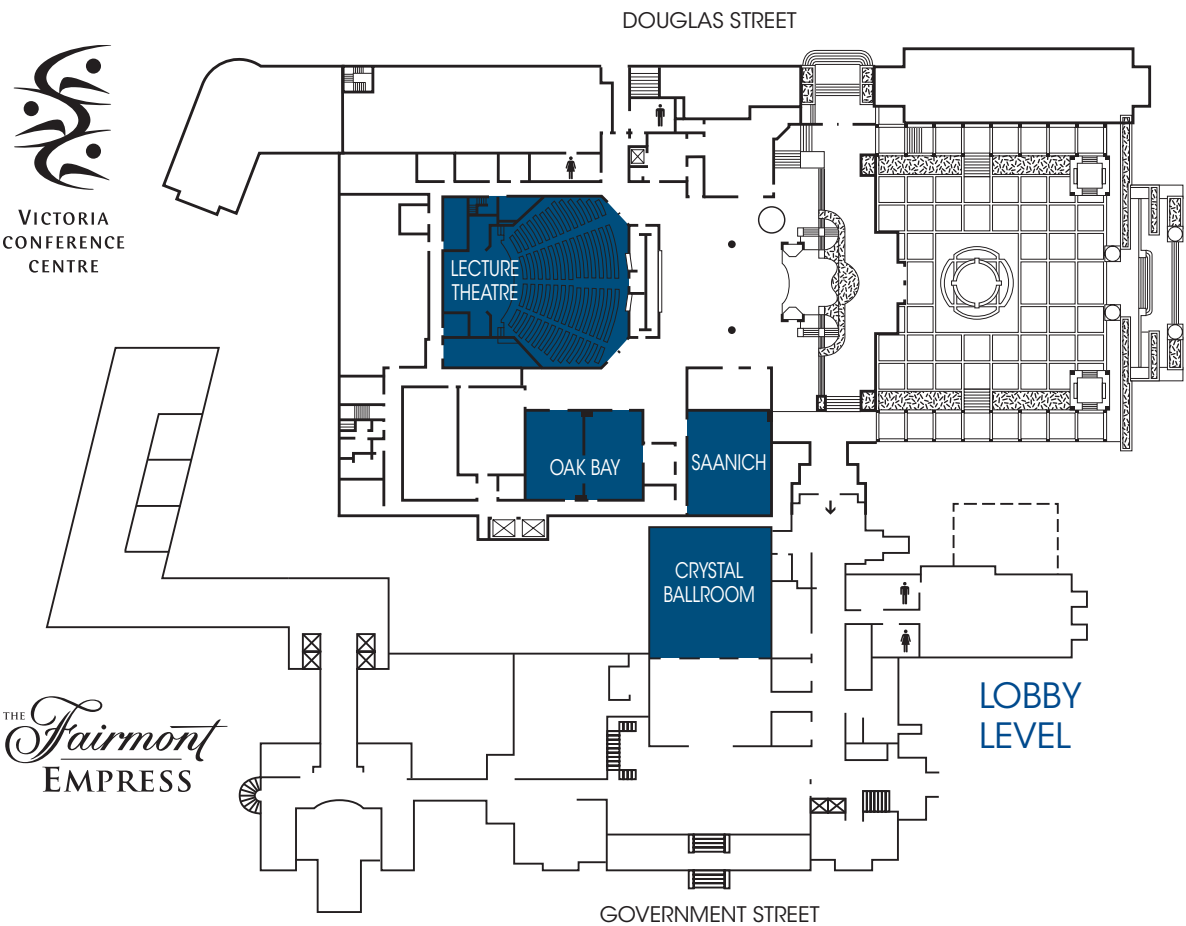 DOUGLAS STREET
VICTORIA
CONFERENCE
CENTRE
LECTURE
THEATRE
OAK BAY
SAANICH
CRYSTAL
BALLROOM
LOBBY
LEVEL
THE Fairmont
EMPRESS
GOVERNMENT STREET